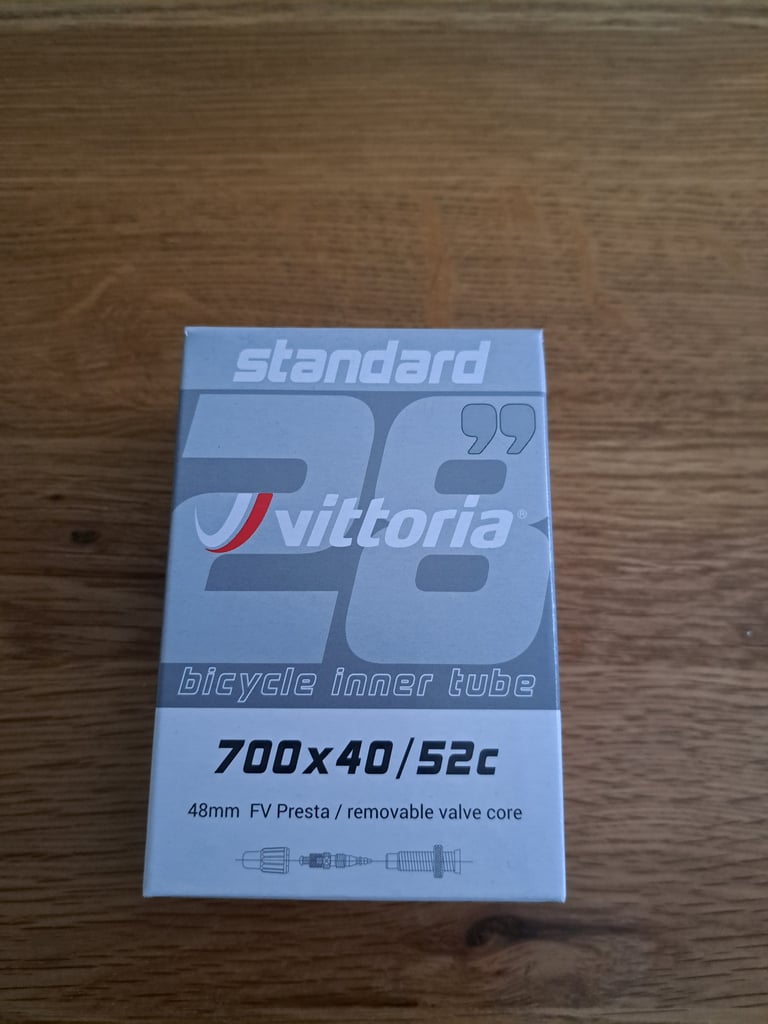 standard
28"
vittoria®
bicycle inner tube
700x40/52c
48mm FV Presta / removable valve core